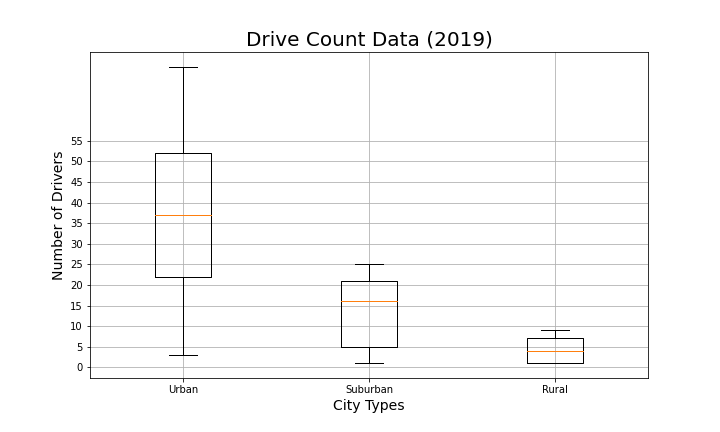 Drive Count Data (2019)
Number of Drivers
55
50
45
40
35
30
25
20
15
10
5
0
Urban
Suburban
Rural
City Types